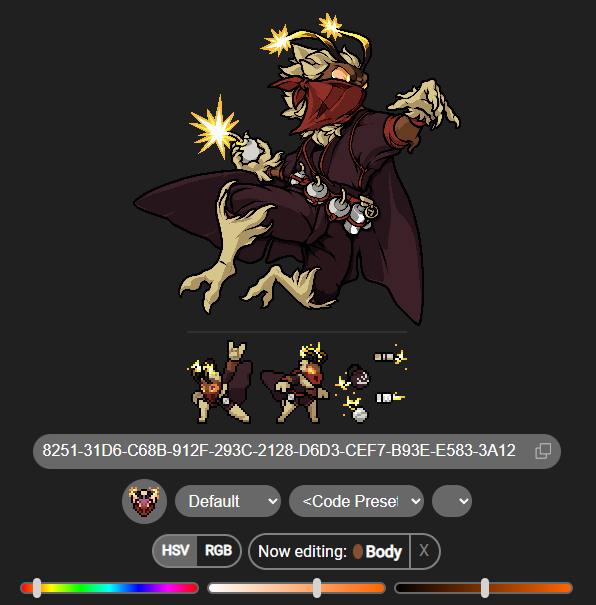 8251-31D6-C68B-912F-293C-2128-D6D3-CEF7-B93E-E583-3A12
Default <Code Preset
HSV RGB Now editing: Body X